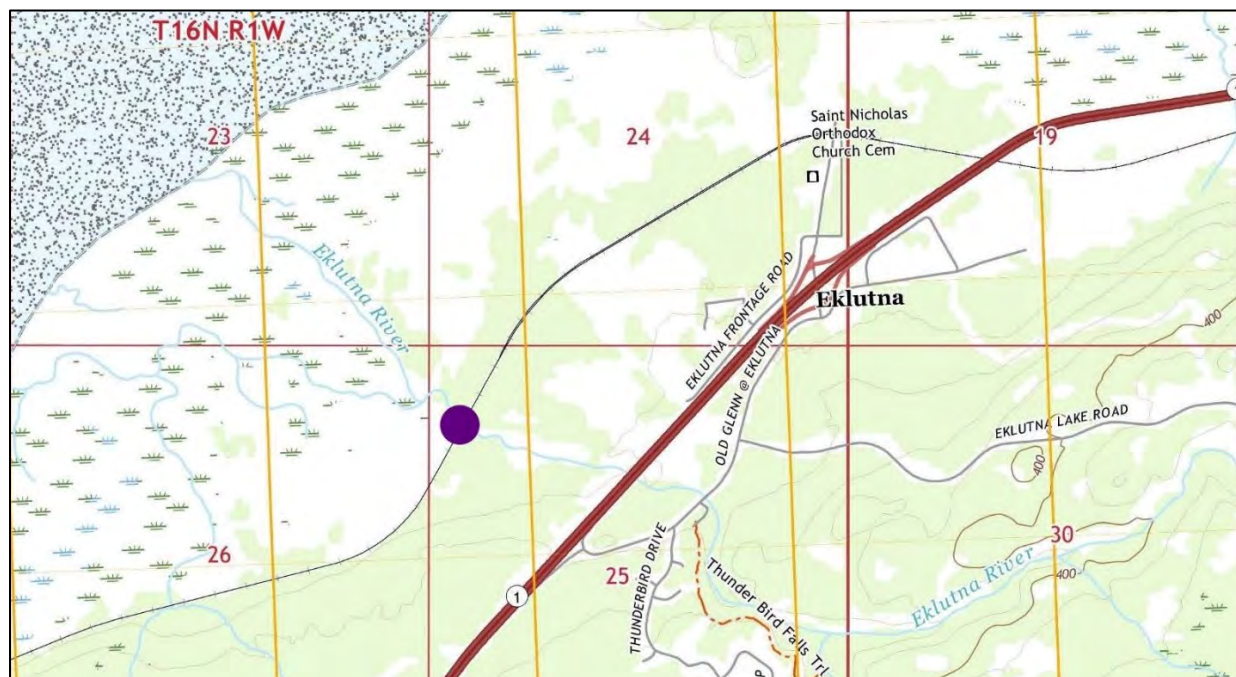 T16N R1W
23
24
19
Saint Nicholas
Orthodox
Church Cem
Eklutna River
EKLUTNA FRONTAGE ROAD
Eklutna
400
OLD GLENN @ EKLUTNA
EKLUTNA LAKE ROAD
400
26
25
30
THUNDERBIRD DRIVE
Thunder Bird Falls Trl
Eklutna River
400
1